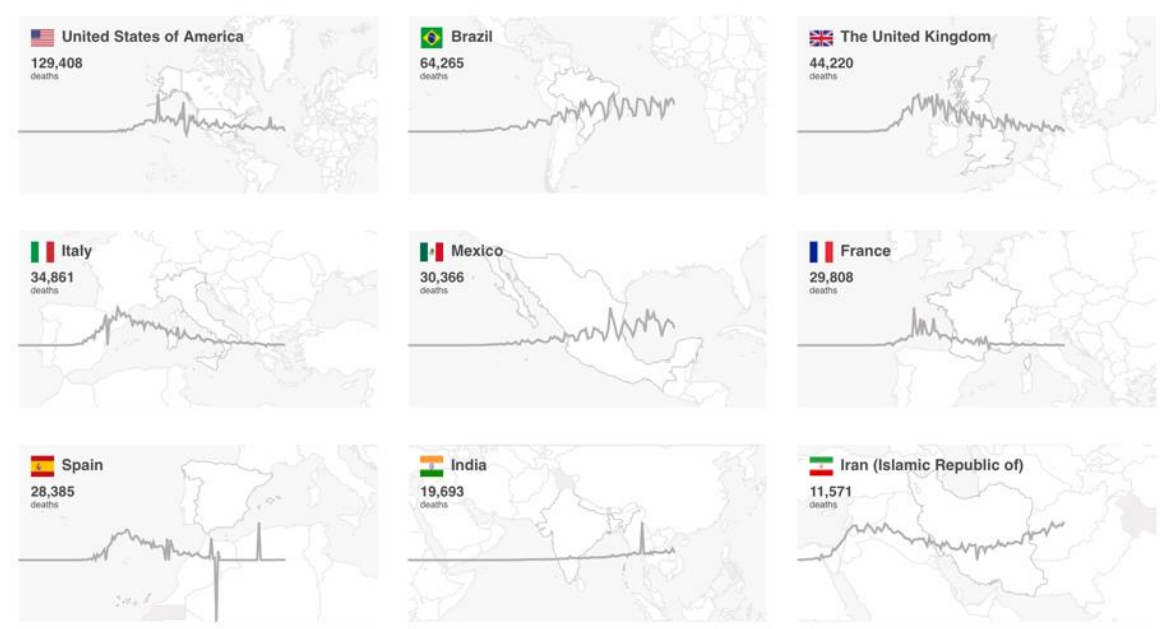 United States of America
129,408
deaths
Brazil
64,265
deaths
The United Kingdom
44,220
deaths
Italy
34,861
deaths
Mexico
30,366
deaths
France
29,808
deaths
Spain
28,385
deaths
India
19,693
deaths
Iran (Islamic Republic of)
11,571
deaths